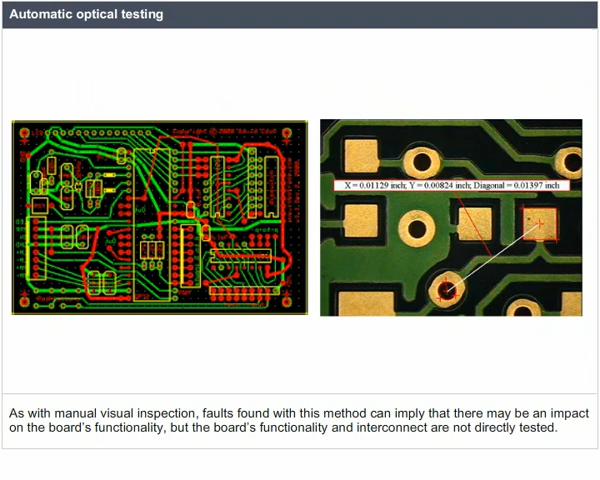 Automatic optical testing
X = 0.01129 inch; Y = 0.00824 inch; Diagonal = 0.01397 inch
As with manual visual inspection, faults found with this method can imply that there may be an impact
on the board's functionality, but the board's functionality and interconnect are not directly tested.